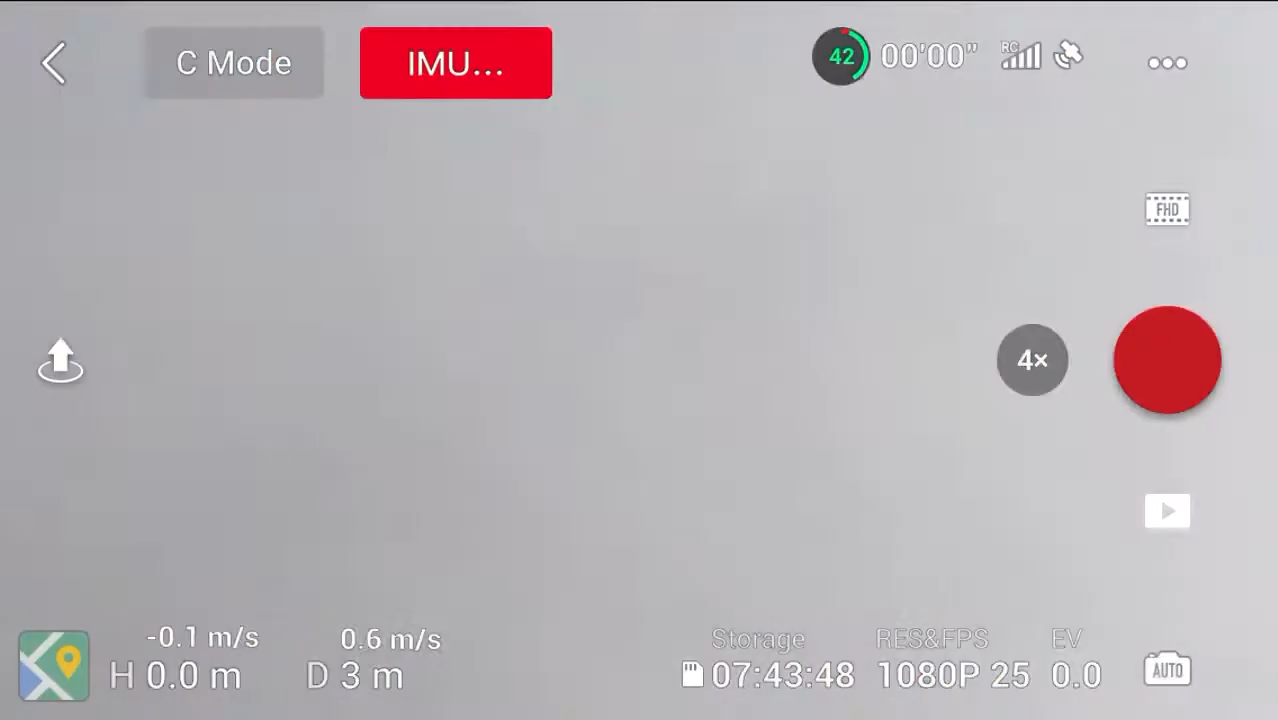 C Mode
IMU...
42
00'00"
RC
FHD
4×
-0.1 m/s
0.6 m/s
H 0.0 m
D 3 m
Storage
RES&FPS
EV
07:43:48
1080P 25
0.0
AUTO